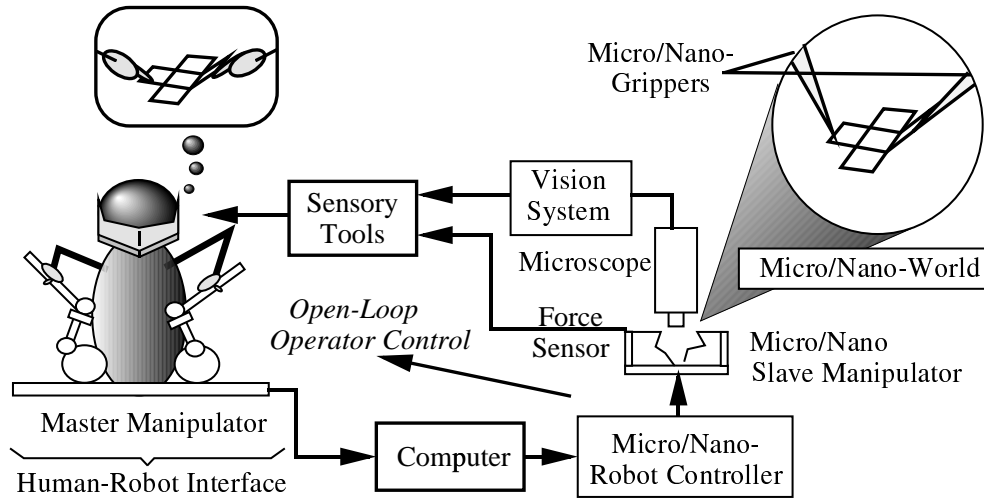 Micro/Nano-
Grippers
Vision
System
Sensory
Tools
Microscope
Micro/Nano-World
Open-Loop
Operator Control
Force
Sensor
Micro/Nano
Slave Manipulator
Master Manipulator
Computer
Micro/Nano-
Robot Controller
Human-Robot Interface